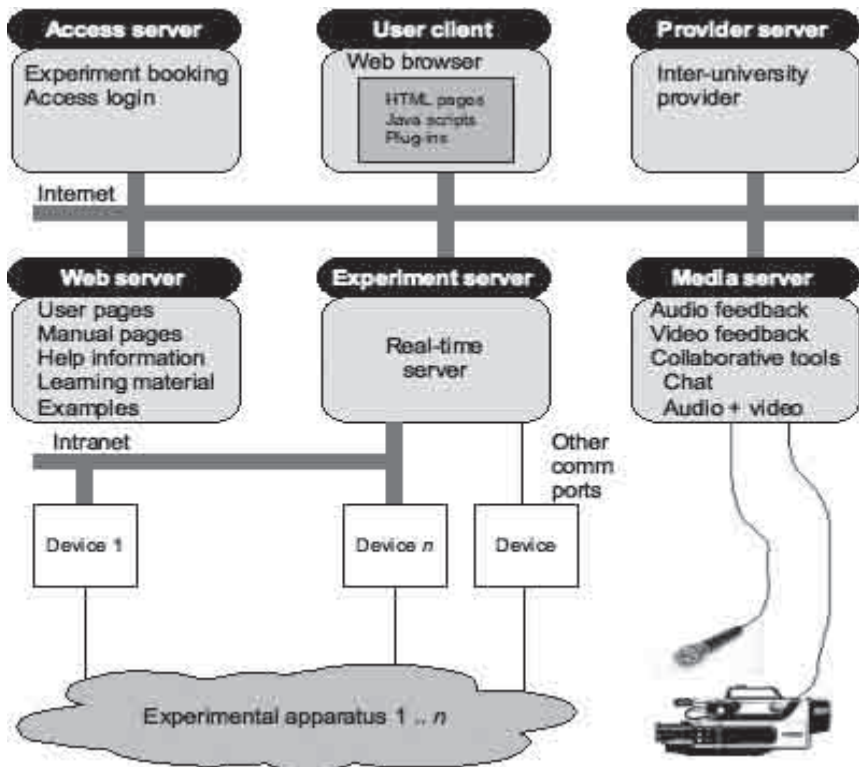 Access server
Experiment booking
Access login
User client
Web browser
HTML pages
Java scripts
Plug-ins
Provider server
Inter-university
provider
Internet
Web server
User pages
Manual pages
Help information
Learning material
Examples
Experiment server
Real-time
server
Media server
Audio feedback
Video feedback
Collaborative tools
Chat
Audio + video
Intranet
Other
comm
ports
Device 1
Device n
Device
Experimental apparatus 1 .. n